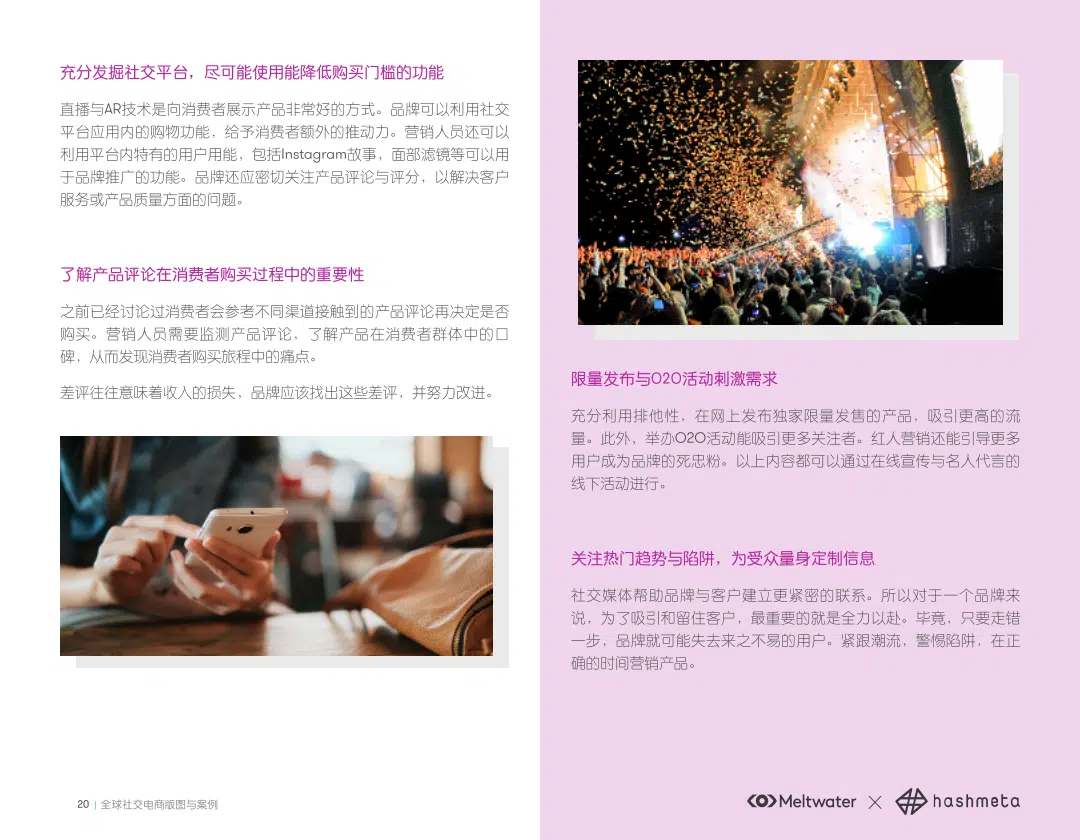 充分发掘社交平台，尽可能使用能降低购买门槛的功能
直播与AR技术是向消费者展示产品非常好的方式。品牌可以利用社交
平台应用内的购物功能，给予消费者额外的推动力。营销人员还可以
利用平台内特有的用户用能，包括Instagram故事，面部滤镜等可以用
于品牌推广的功能。品牌还应密切关注产品评论与评分，以解决客户
服务或产品质量方面的问题。
了解产品评论在消费者购买过程中的重要性
之前已经讨论过消费者会参考不同渠道接触到的产品评论再决定是否
购买。营销人员需要监测产品评论，了解产品在消费者群体中的口
碑，从而发现消费者购买旅程中的痛点。
差评往往意味着收入的损失，品牌应该找出这些差评，并努力改进。
20 | 全球社交电商版图与案例
限量发布与O2O活动刺激需求
充分利用排他性，在网上发布独家限量发售的产品，吸引更高的流
量。此外，举办O2O活动能吸引更多关注者。红人营销还能引导更多
用户成为品牌的死忠粉。以上内容都可以通过在线宣传与名人代言的
线下活动进行。
关注热门趋势与陷阱，为受众量身定制信息
社交媒体帮助品牌与客户建立更紧密的联系。所以对于一个品牌来
说，为了吸引和留住客户，最重要的就是全力以赴。毕竟，只要走错
一步，品牌就可能失去来之不易的用户。紧跟潮流，警惕陷阱，在正
确的时间营销产品。
Meltwater × hashmeta